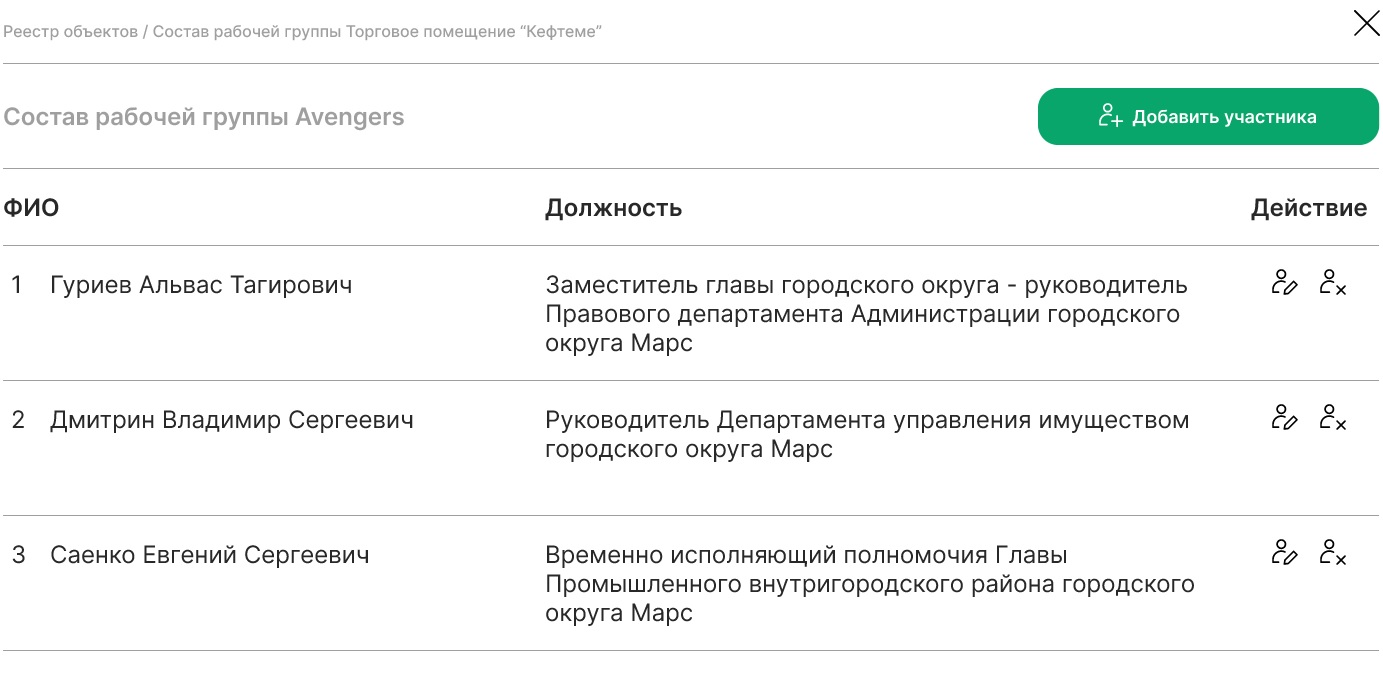 Реестр объектов / Состав рабочей группы Торговое помещение “Кефтеме”
Состав рабочей группы Avengers
Добавить участника
ФИО Должность Действие
1 Гуриев Альвас Тагирович
Заместитель главы городского округа - руководитель
Правового департамента Администрации городского
округа Марс
2 Дмитрин Владимир Сергеевич
Руководитель Департамента управления имуществом
городского округа Марс
3 Саенко Евгений Сергеевич
Временно исполняющий полномочия Главы
Промышленного внутригородского района городского
округа Марс